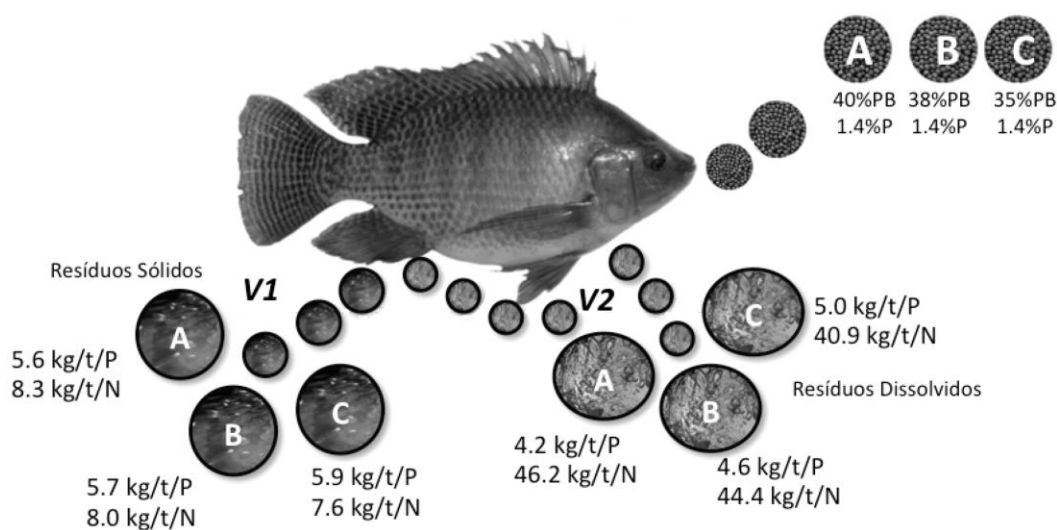 A B C
40%PB 38%PB 35%PB
1.4%P 1.4%P 1.4%P
Resíduos Sólidos
V1
V2
A
5.6 kg/t/P
8.3 kg/t/N
B
5.7 kg/t/P
8.0 kg/t/N
C
5.9 kg/t/P
7.6 kg/t/N
C
5.0 kg/t/P
40.9 kg/t/N
Resíduos Dissolvidos
A
4.2 kg/t/P
46.2 kg/t/N
B
4.6 kg/t/P
44.4 kg/t/N